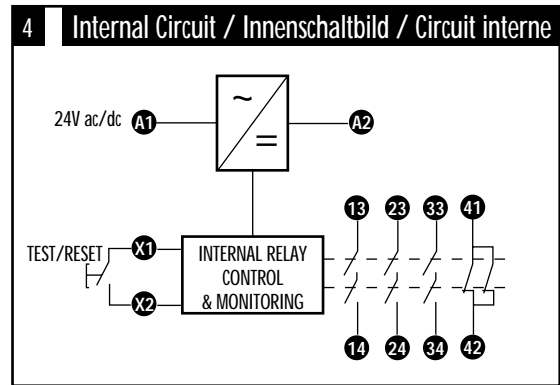 4 Internal Circuit / Innenschaltbild / Circuit interne
~
=
24V ac/dc A1 A2
13 23 33 41
TEST/RESET X1
INTERNAL RELAY
CONTROL
& MONITORING
X2
14 24 34 42